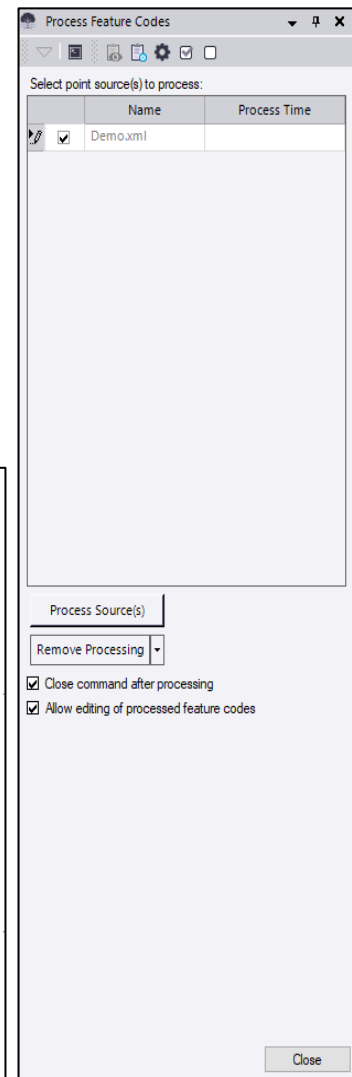 Process Feature Codes
Select point source(s) to process:
Name Process Time
Demo.xml
Process Source(s)
Remove Processing
Close command after processing
Allow editing of processed feature codes
Close